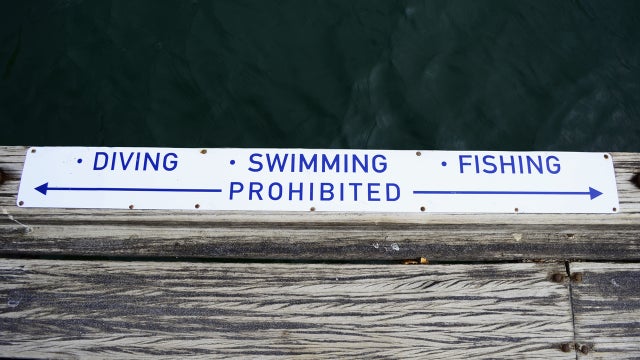 • DIVING • SWIMMING • FISHING
PROHIBITED